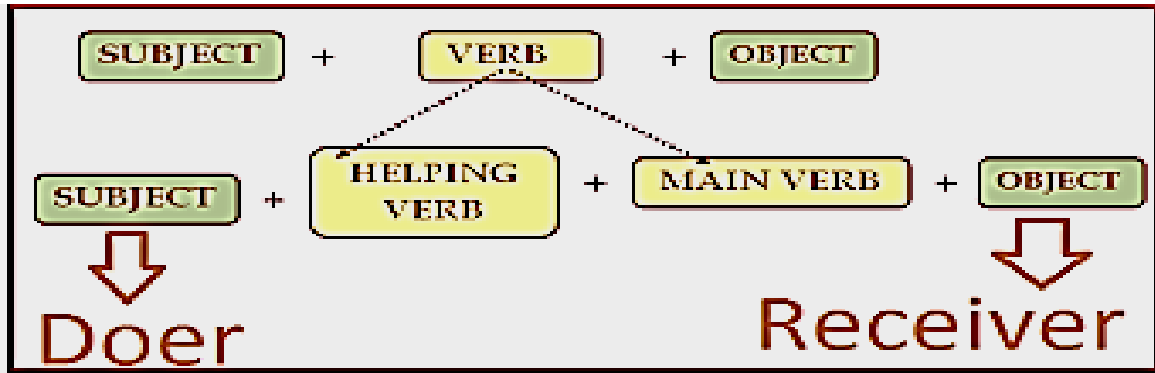 SUBJECT + VERB + OBJECT
SUBJECT + HELPING VERB + MAIN VERB + OBJECT
Doer Receiver